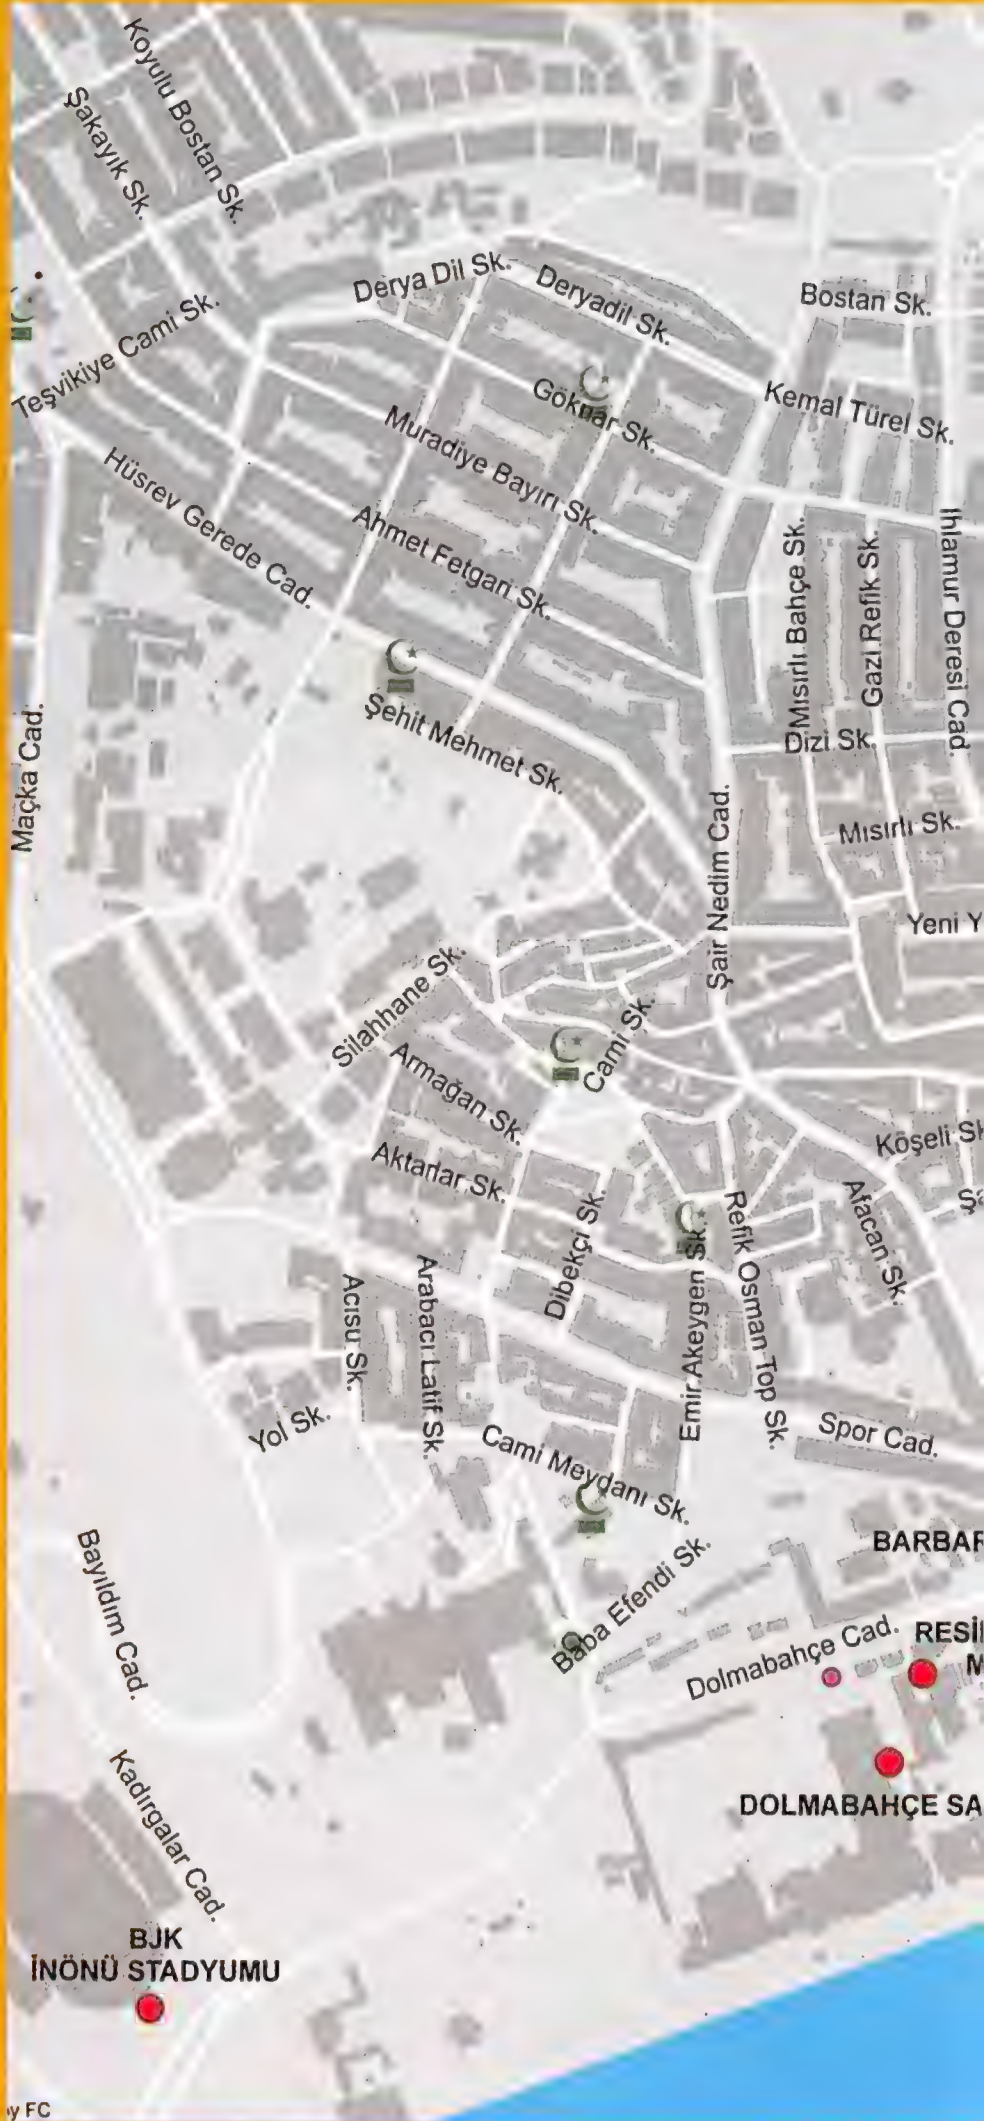 Koyulu Bostan Sk.
Şakayık Sk.
Derya Dil Sk.
Deryadil Sk.
Bostan Sk.
Teşvikiye Cami Sk.
Göknar Sk.
Kemal Türel Sk.
Muradiye Bayırı Sk.
Hüsrev Gerede Cad.
Ahmet Fetgari Sk.
Mısırlı Bahçe Sk.
Gazi Refik Sk.
Ihlamur Deresi Cad.
Şehit Mehmet Sk.
Maçka Cad.
Dizi Sk.
Mısırlı Sk.
Şair Nedim Cad.
Yeni Y
Silahhane Sk.
Cami Sk.
Armağan Sk.
Köşeli Sk
Aktarlar Sk.
Dibekçi Sk.
Emir Akeygen Sk.
Refik Osman Top Sk.
Afacan Sk.
Şa
Acısu Sk.
Arabacı Latif Sk.
Yol Sk.
Cami Meydanı Sk.
Spor Cad.
Bayıldım Cad.
Baba Efendi Sk.
BARBAR
Dolmabahçe Cad.
RESİ
M
DOLMABAHÇE SA
Kadırgalar Cad.
BJK
İNÖNÜ STADYUMU
y FC